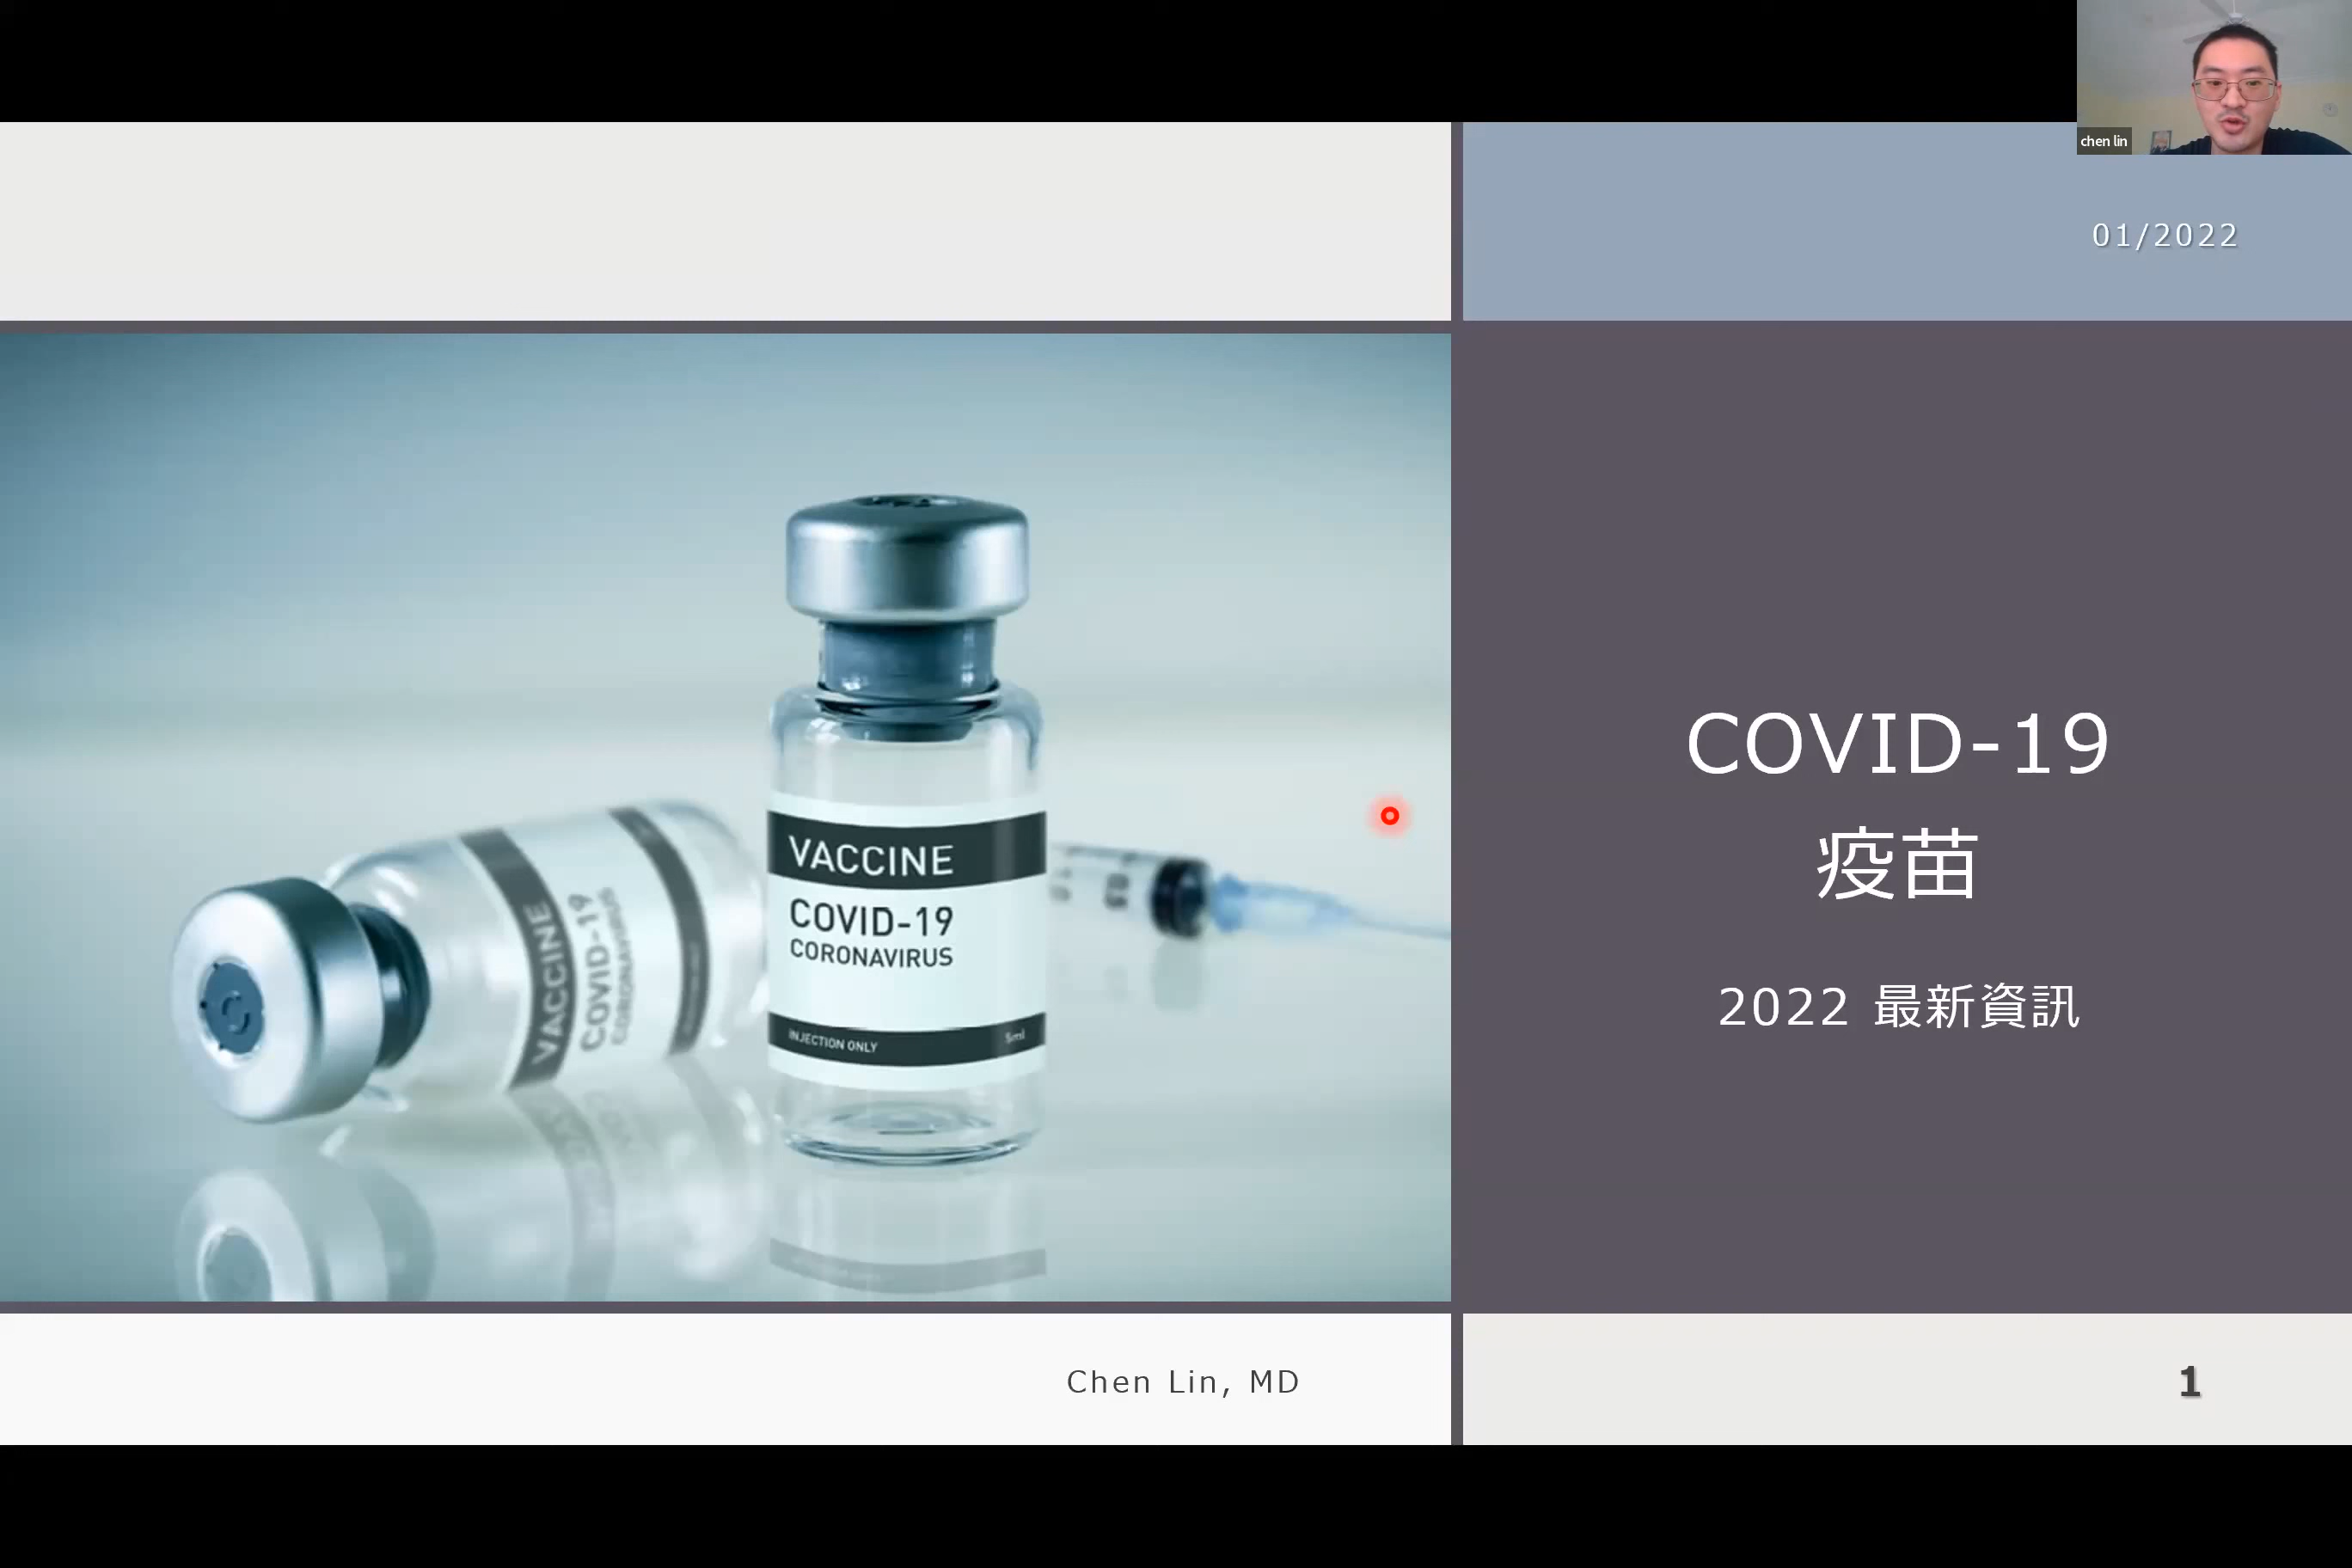 chen lin
01/2022
VACCINE
COVID-19
CORONAVIRUS
INJECTION ONLY
5ml
VACCINE
COVID-19
CORONAVIRUS
COVID-19
疫苗
2022 最新資訊
Chen Lin, MD
1